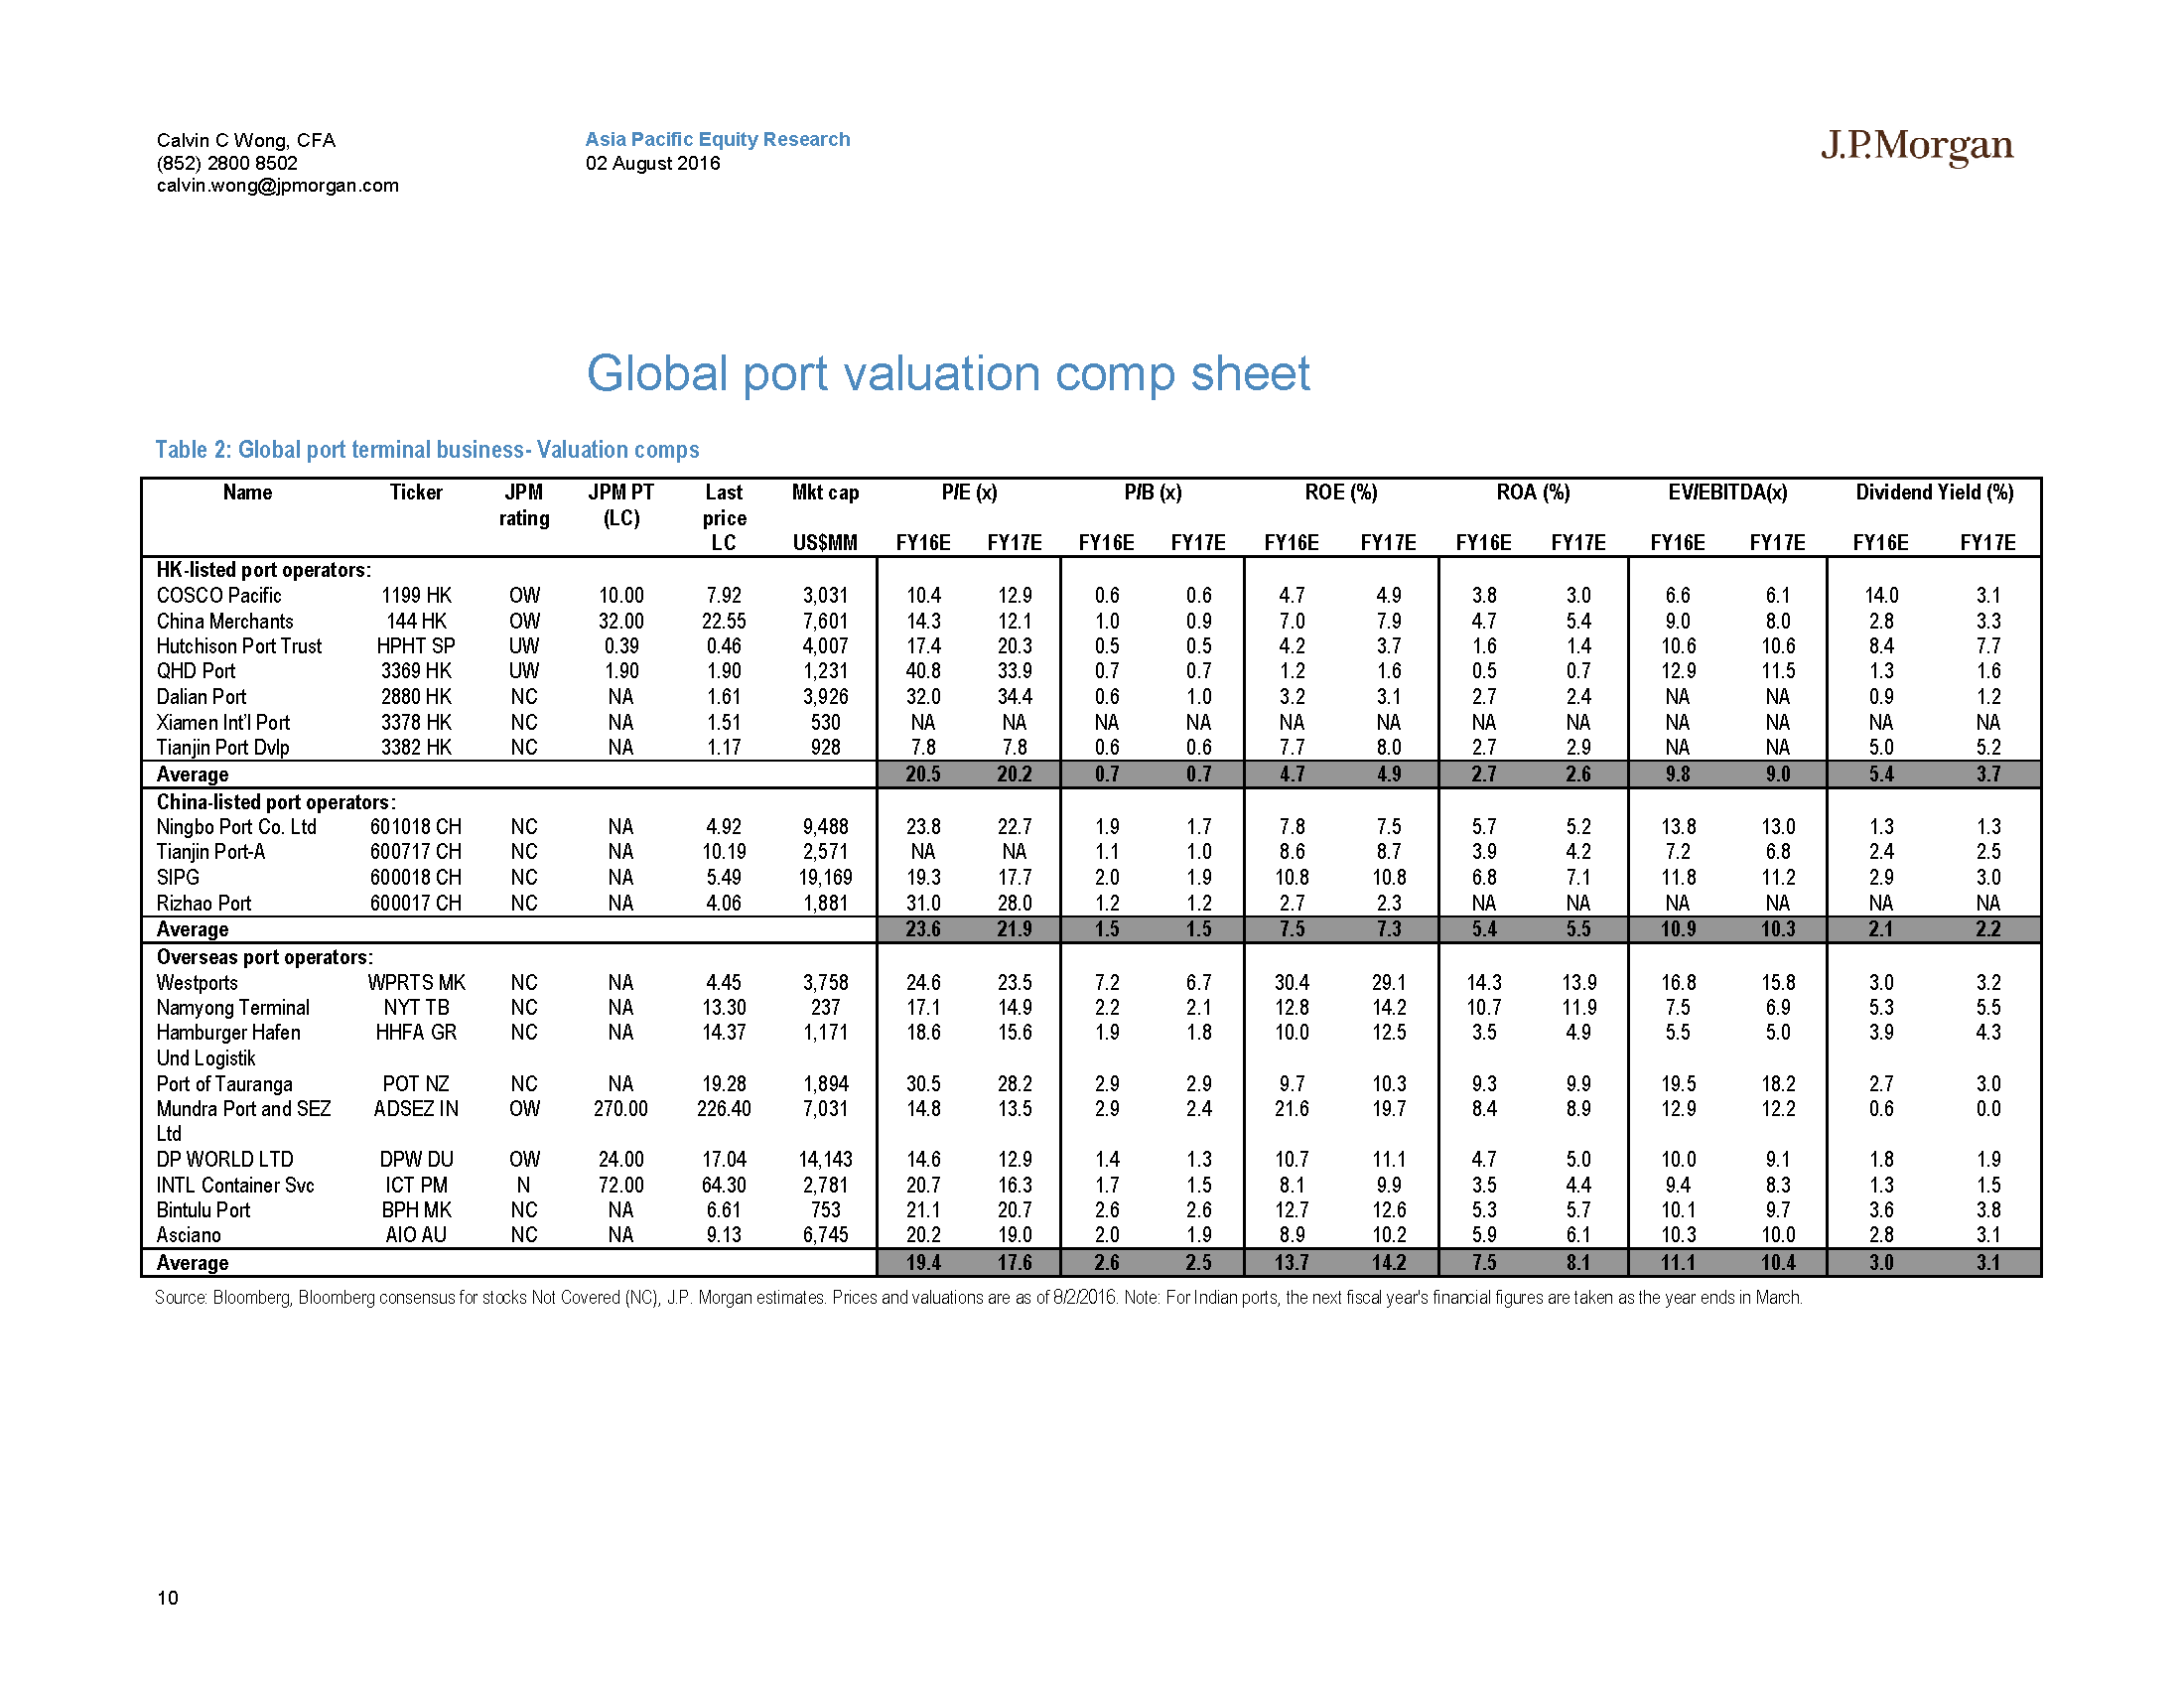 Calvin C Wong, CFA
(852) 2800 8502
calvin.wong@jpmorgan.com
Asia Pacific Equity Research
02 August 2016
J.P.Morgan
Global port valuation comp sheet
Table 2: Global port terminal business- Valuation comps
Name Ticker JPM JPM PT Last Mkt cap P/E (x) P/B (x) ROE (%) ROA (%) EV/EBITDA(x) Dividend Yield (%)
rating (LC) price
LC US$MM FY16E FY17E FY16E FY17E FY16E FY17E FY16E FY17E FY16E FY17E FY16E FY17E
HK-listed port operators:
COSCO Pacific 1199 HK OW 10.00 7.92 3,031 10.4 12.9 0.6 0.6 4.7 4.9 3.8 3.0 6.6 6.1 14.0 3.1
China Merchants 144 HK OW 32.00 22.55 7,601 14.3 12.1 1.0 0.9 7.0 7.9 4.7 5.4 9.0 8.0 2.8 3.3
Hutchison Port Trust HPHT SP UW 0.39 0.46 4,007 17.4 20.3 0.5 0.5 4.2 3.7 1.6 1.4 10.6 10.6 8.4 7.7
QHD Port 3369 HK UW 1.90 1.90 1,231 40.8 33.9 0.7 0.7 1.2 1.6 0.5 0.7 12.9 11.5 1.3 1.6
Dalian Port 2880 HK NC NA 1.61 3,926 32.0 34.4 0.6 1.0 3.2 3.1 2.7 2.4 NA NA 0.9 1.2
Xiamen Int'l Port 3378 HK NC NA 1.51 530 NA NA NA NA NA NA NA NA NA NA NA NA
Tianjin Port Dvlp 3382 HK NC NA 1.17 928 7.8 7.8 0.6 0.6 7.7 8.0 2.7 2.9 NA NA 5.0 5.2
Average 20.5 20.2 0.7 0.7 4.7 4.9 2.7 2.6 9.8 9.0 5.4 3.7
China-listed port operators:
Ningbo Port Co. Ltd 601018 CH NC NA 4.92 9,488 23.8 22.7 1.9 1.7 7.8 7.5 5.7 5.2 13.8 13.0 1.3 1.3
Tianjin Port-A 600717 CH NC NA 10.19 2,571 NA NA 1.1 1.0 8.6 8.7 3.9 4.2 7.2 6.8 2.4 2.5
SIPG 600018 CH NC NA 5.49 19,169 19.3 17.7 2.0 1.9 10.8 10.8 6.8 7.1 11.8 11.2 2.9 3.0
Rizhao Port 600017 CH NC NA 4.06 1,881 31.0 28.0 1.2 1.2 2.7 2.3 NA NA NA NA NA NA
Average 23.6 21.9 1.5 1.5 7.5 7.3 5.4 5.5 10.9 10.3 2.1 2.2
Overseas port operators:
Westports WPRTS MK NC NA 4.45 3,758 24.6 23.5 7.2 6.7 30.4 29.1 14.3 13.9 16.8 15.8 3.0 3.2
Namyong Terminal NYT TB NC NA 13.30 237 17.1 14.9 2.2 2.1 12.8 14.2 10.7 11.9 7.5 6.9 5.3 5.5
Hamburger Hafen HHFA GR NC NA 14.37 1,171 18.6 15.6 1.9 1.8 10.0 12.5 3.5 4.9 5.5 5.0 3.9 4.3
Und Logistik
Port of Tauranga POT NZ NC NA 19.28 1,894 30.5 28.2 2.9 2.9 9.7 10.3 9.3 9.9 19.5 18.2 2.7 3.0
Mundra Port and SEZ ADSEZ IN OW 270.00 226.40 7,031 14.8 13.5 2.9 2.4 21.6 19.7 8.4 8.9 12.9 12.2 0.6 0.0
Ltd
DP WORLD LTD DPW DU OW 24.00 17.04 14,143 14.6 12.9 1.4 1.3 10.7 11.1 4.7 5.0 10.0 9.1 1.8 1.9
INTL Container Svc ICT PM N 72.00 64.30 2,781 20.7 16.3 1.7 1.5 8.1 9.9 3.5 4.4 9.4 8.3 1.3 1.5
Bintulu Port BPH MK NC NA 6.61 753 21.1 20.7 2.6 2.6 12.7 12.6 5.3 5.7 10.1 9.7 3.6 3.8
Asciano AIO AU NC NA 9.13 6,745 20.2 19.0 2.0 1.9 8.9 10.2 5.9 6.1 10.3 10.0 2.8 3.1
Average 19.4 17.6 2.6 2.5 13.7 14.2 7.5 8.1 11.1 10.4 3.0 3.1
Source: Bloomberg, Bloomberg consensus for stocks Not Covered (NC), J.P. Morgan estimates. Prices and valuations are as of 8/2/2016. Note: For Indian ports, the next fiscal year's financial figures are taken as the year ends in March.
10